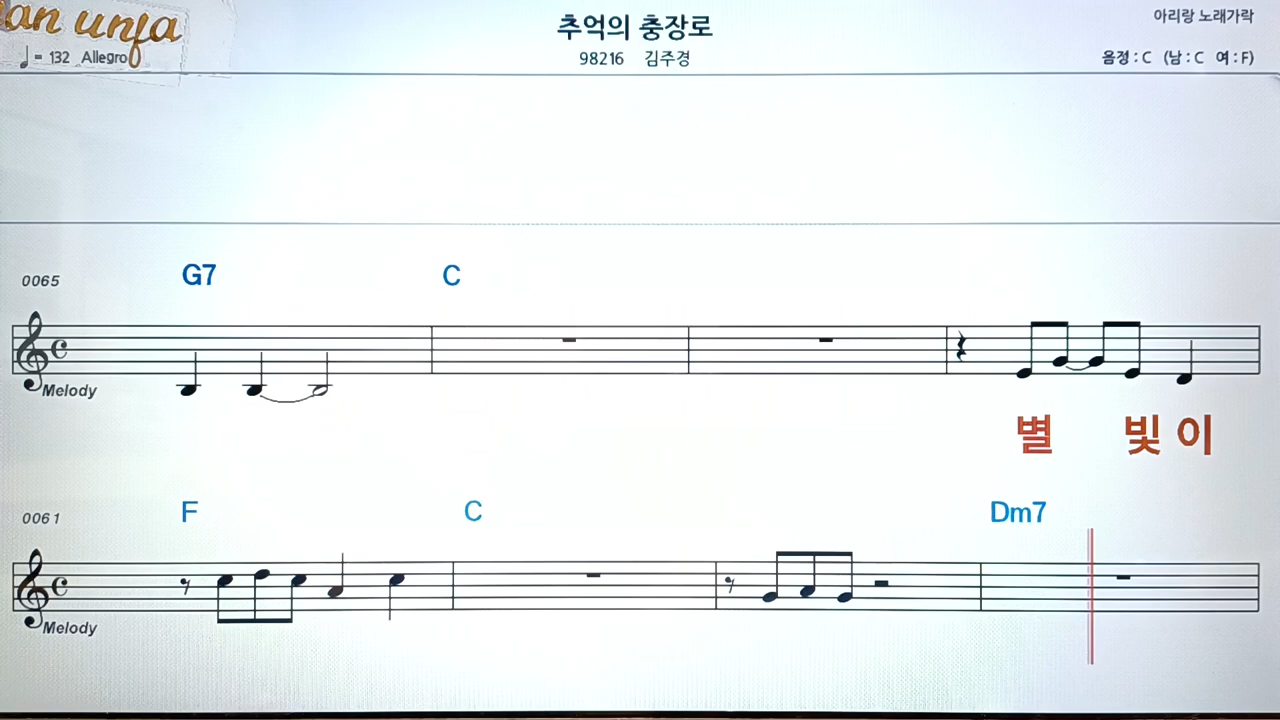 an unfa
♩= 132 Allegro
추억의 충장로
98216 김주경
아리랑 노래가락
음정 : C (남 : C 여 : F)
0065
G7 C
Melody
별 빛 이
0061
F C Dm7
Melody